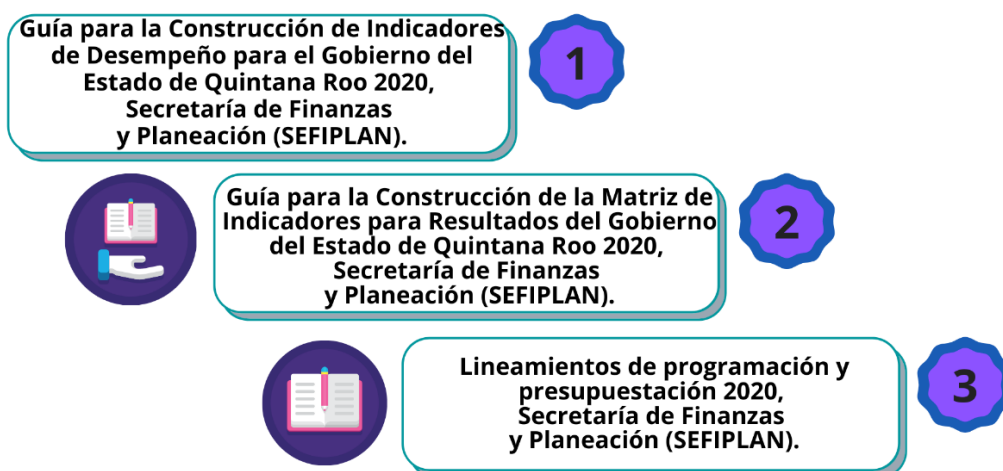 Guía para la Construcción de Indicadores
de Desempeño para el Gobierno del
Estado de Quintana Roo 2020,
Secretaría de Finanzas
y Planeación (SEFIPLAN).
1
Guía para la Construcción de la Matriz de
Indicadores para Resultados del Gobierno
del Estado de Quintana Roo 2020,
Secretaría de Finanzas
y Planeación (SEFIPLAN).
2
Lineamientos de programación y
presupuestación 2020,
Secretaría de Finanzas
y Planeación (SEFIPLAN).
3